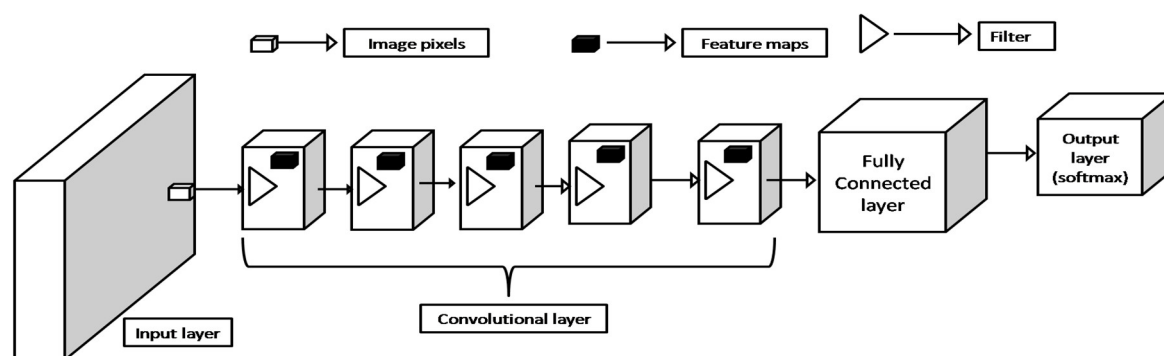 Image pixels
Feature maps
Filter
Fully
Connected
layer
Output
layer
(softmax)
Convolutional layer
Input layer